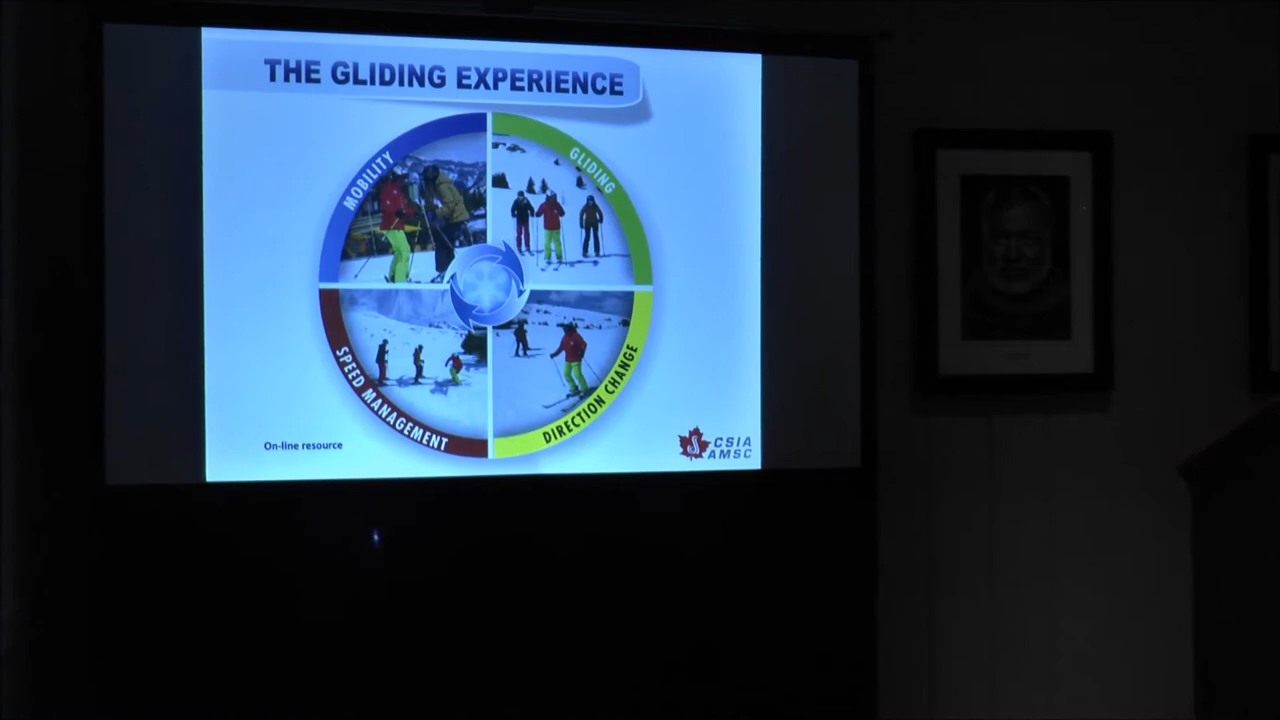 THE GLIDING EXPERIENCE
MOBILITY
GLIDING
SPEED MANAGEMENT
DIRECTION CHANGE
On-line resource
CSIA
AMSC